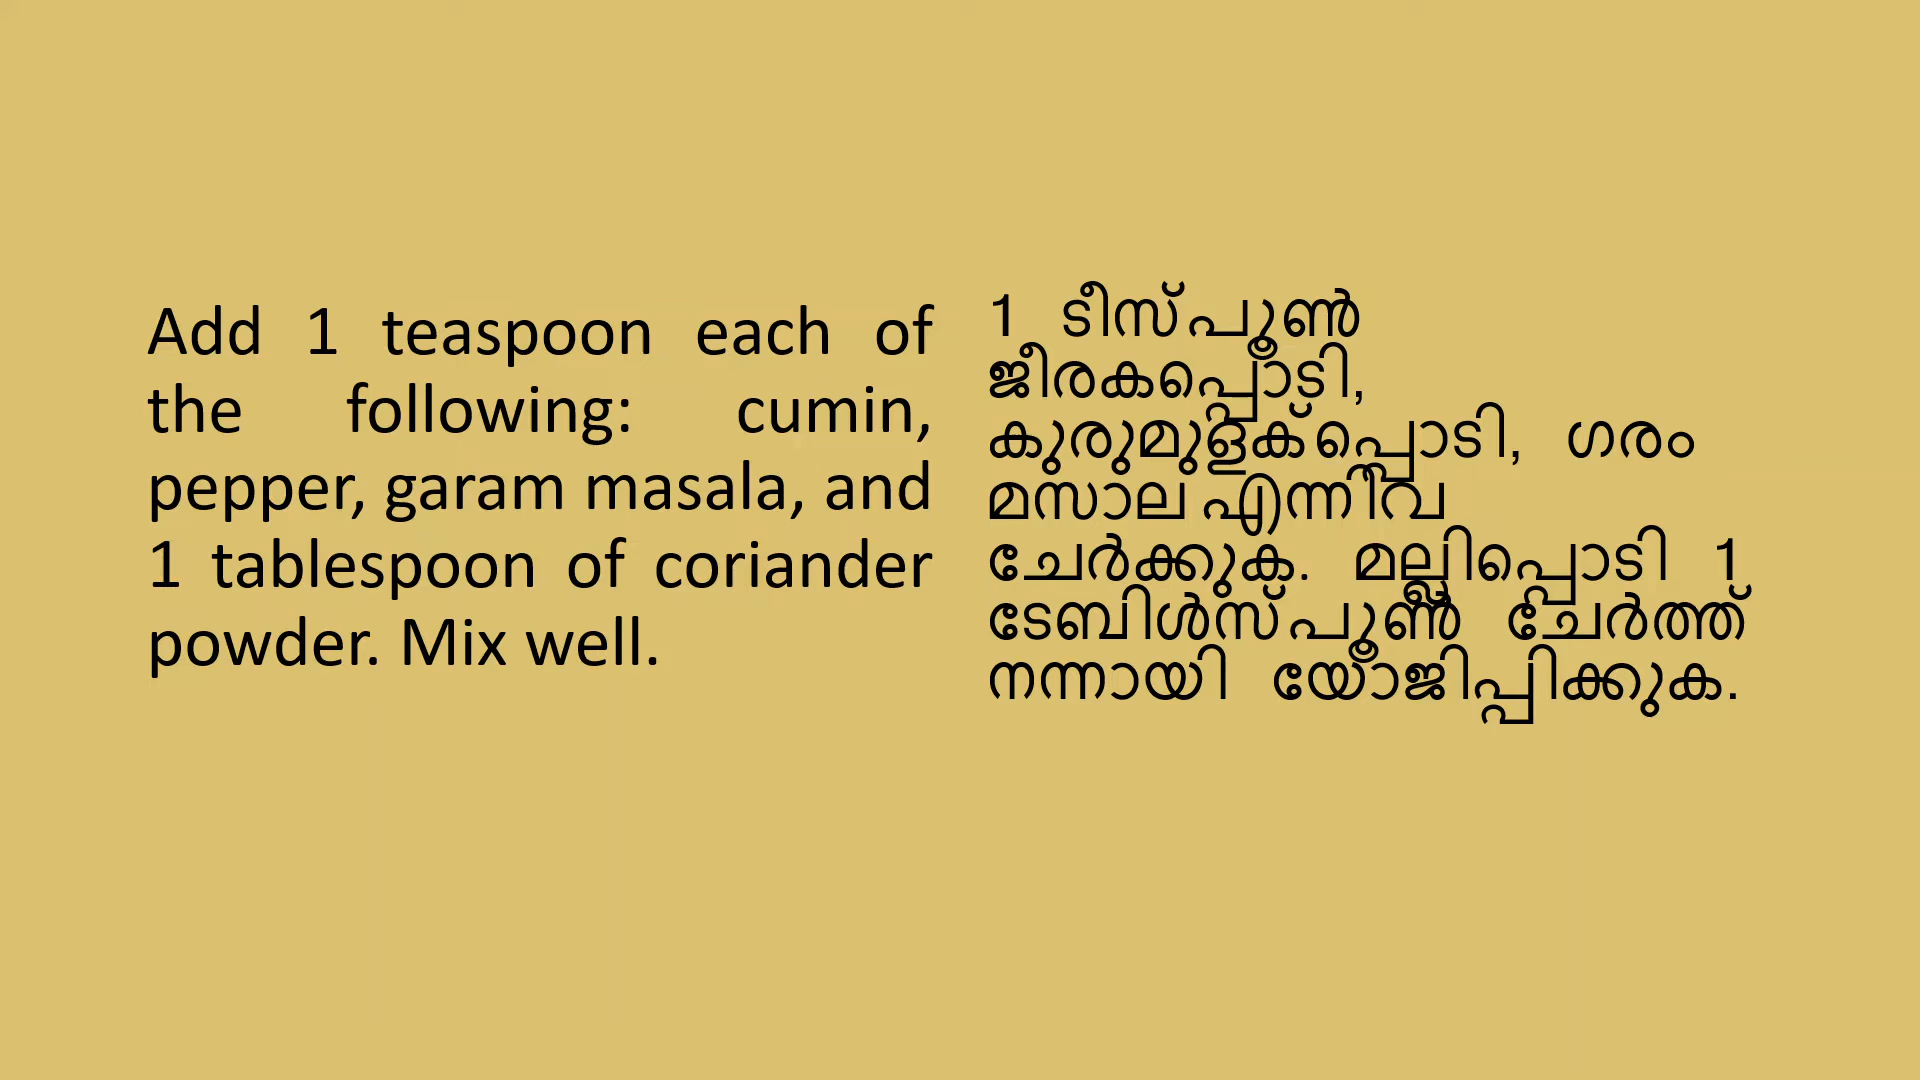 Add 1 teaspoon each of
the following: cumin,
pepper, garam masala, and
1 tablespoon of coriander
powder. Mix well.
1 ടീസ്പൂൺ
ജീരകപ്പൊടി,
കുരുമുളക്പ്പൊടി, ഗരം
മസാല എന്നിവ
ചേർക്കുക. മല്ലിപ്പൊടി 1
ടേബിൾസ്പൂൺ ചേർത്ത്
നന്നായി യോജിപ്പിക്കുക.